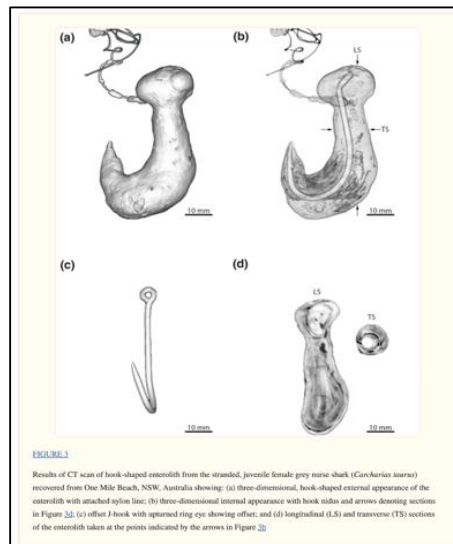 (a)
(b)
LS
TS
10 mm
10 mm
(c)
(d)
LS
TS
10 mm
10 mm
FIGURE 3
Results of CT scan of hook-shaped enterolith from the stranded, juvenile female grey nurse shark (Carcharias taurus)
recovered from One Mile Beach, NSW, Australia showing: (a) three-dimensional, hook-shaped external appearance of the
enterolith with attached nylon line; (b) three-dimensional internal appearance with hook nidus and arrows denoting sections
in Figure 3d; (c) offset J-hook with upturned ring eye showing offset; and (d) longitudinal (LS) and transverse (TS) sections
of the enterolith taken at the points indicated by the arrows in Figure 3b